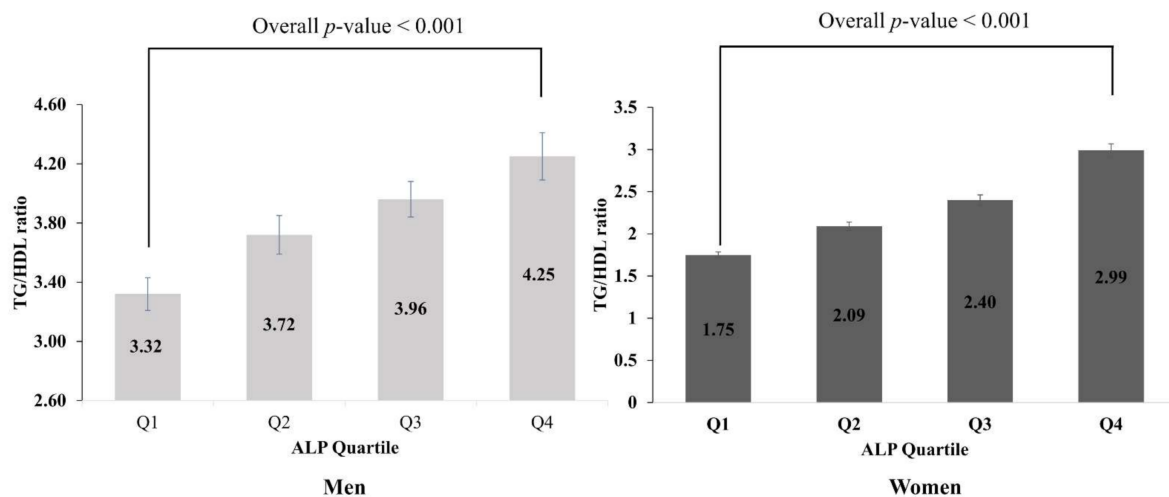 Overall p-value < 0.001
TG/HDL ratio
4.60
4.20
3.80
3.40
3.00
2.60
3.32
3.72
3.96
4.25
Q1 Q2 Q3 Q4
ALP Quartile
Men
Overall p-value < 0.001
TG/HDL ratio
3.5
3
2.5
2
1.5
1
0.5
0
1.75
2.09
2.40
2.99
Q1 Q2 Q3 Q4
ALP Quartile
Women